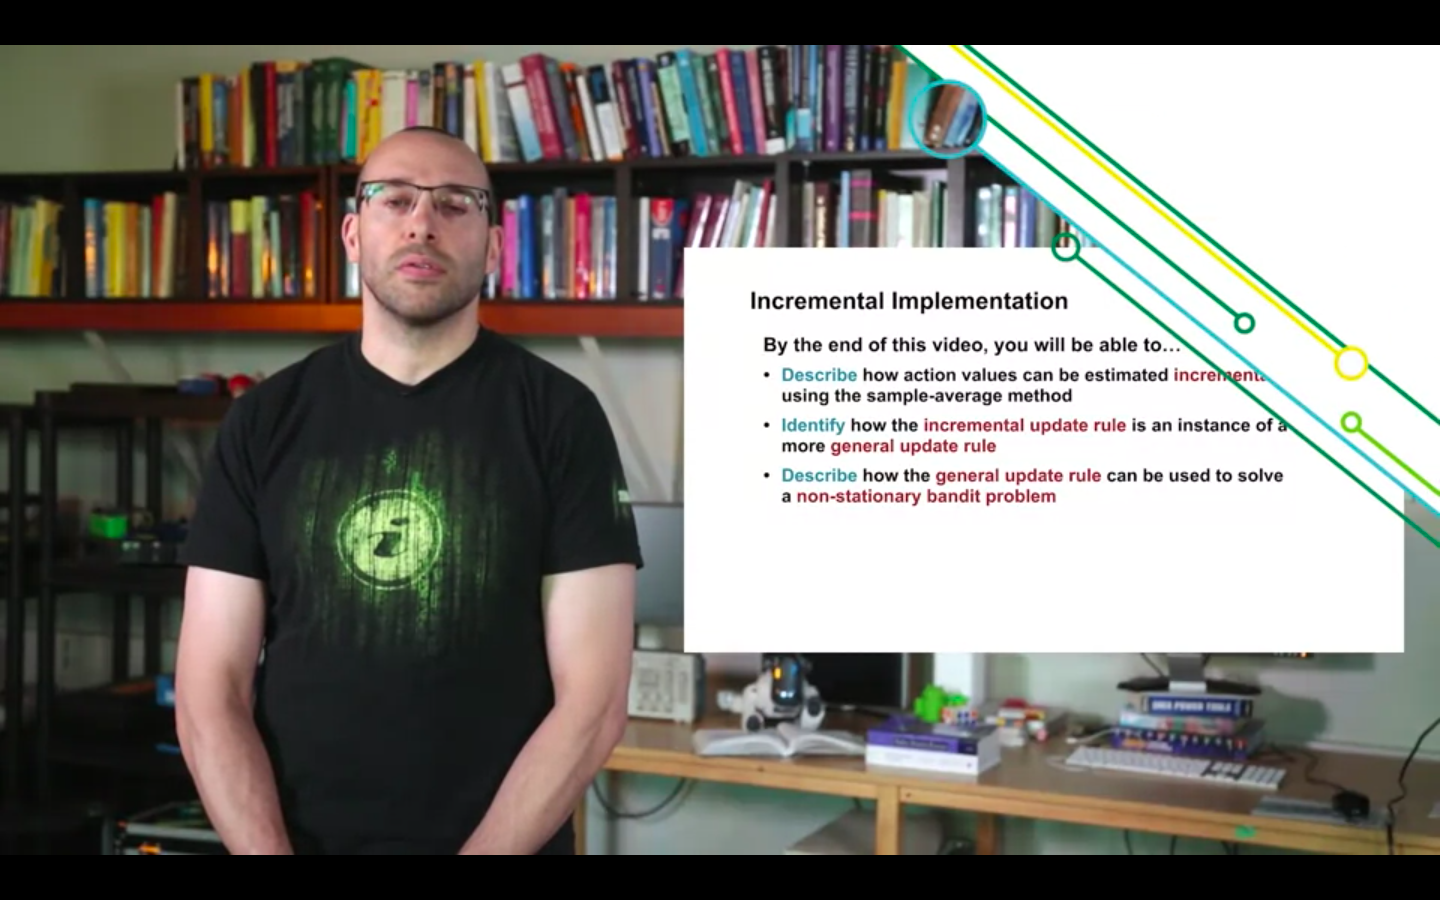 Incremental Implementation
By the end of this video, you will be able to…
• Describe how action values can be estimated
using the sample-average method
• Identify how the incremental update rule is an instance of a
more general update rule
• Describe how the general update rule can be used to solve
a non-stationary bandit problem
i